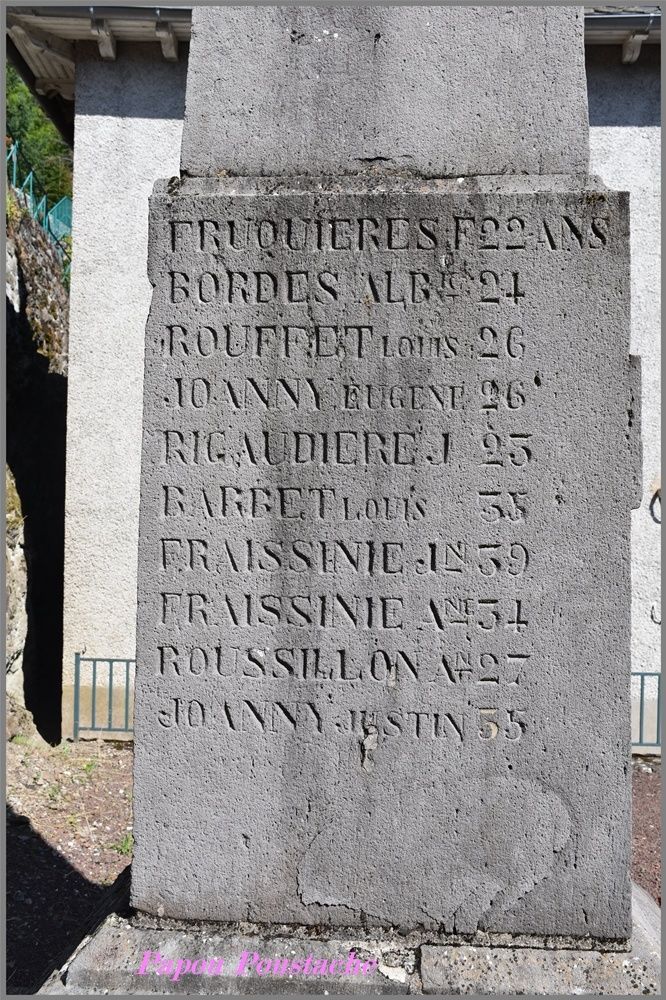 FRUQUIERES F 22 ANS
BORDES ALBT 24
ROUFFET LOUIS 26
JOANNY EUGENE 26
RIGAUDIERE J 23
BARBET LOUIS 35
FRAISSINIE JN 39
FRAISSINIE ANE 34
ROUSSILLON AN 27
JOANNY JUSTIN 35
Papou Poustache